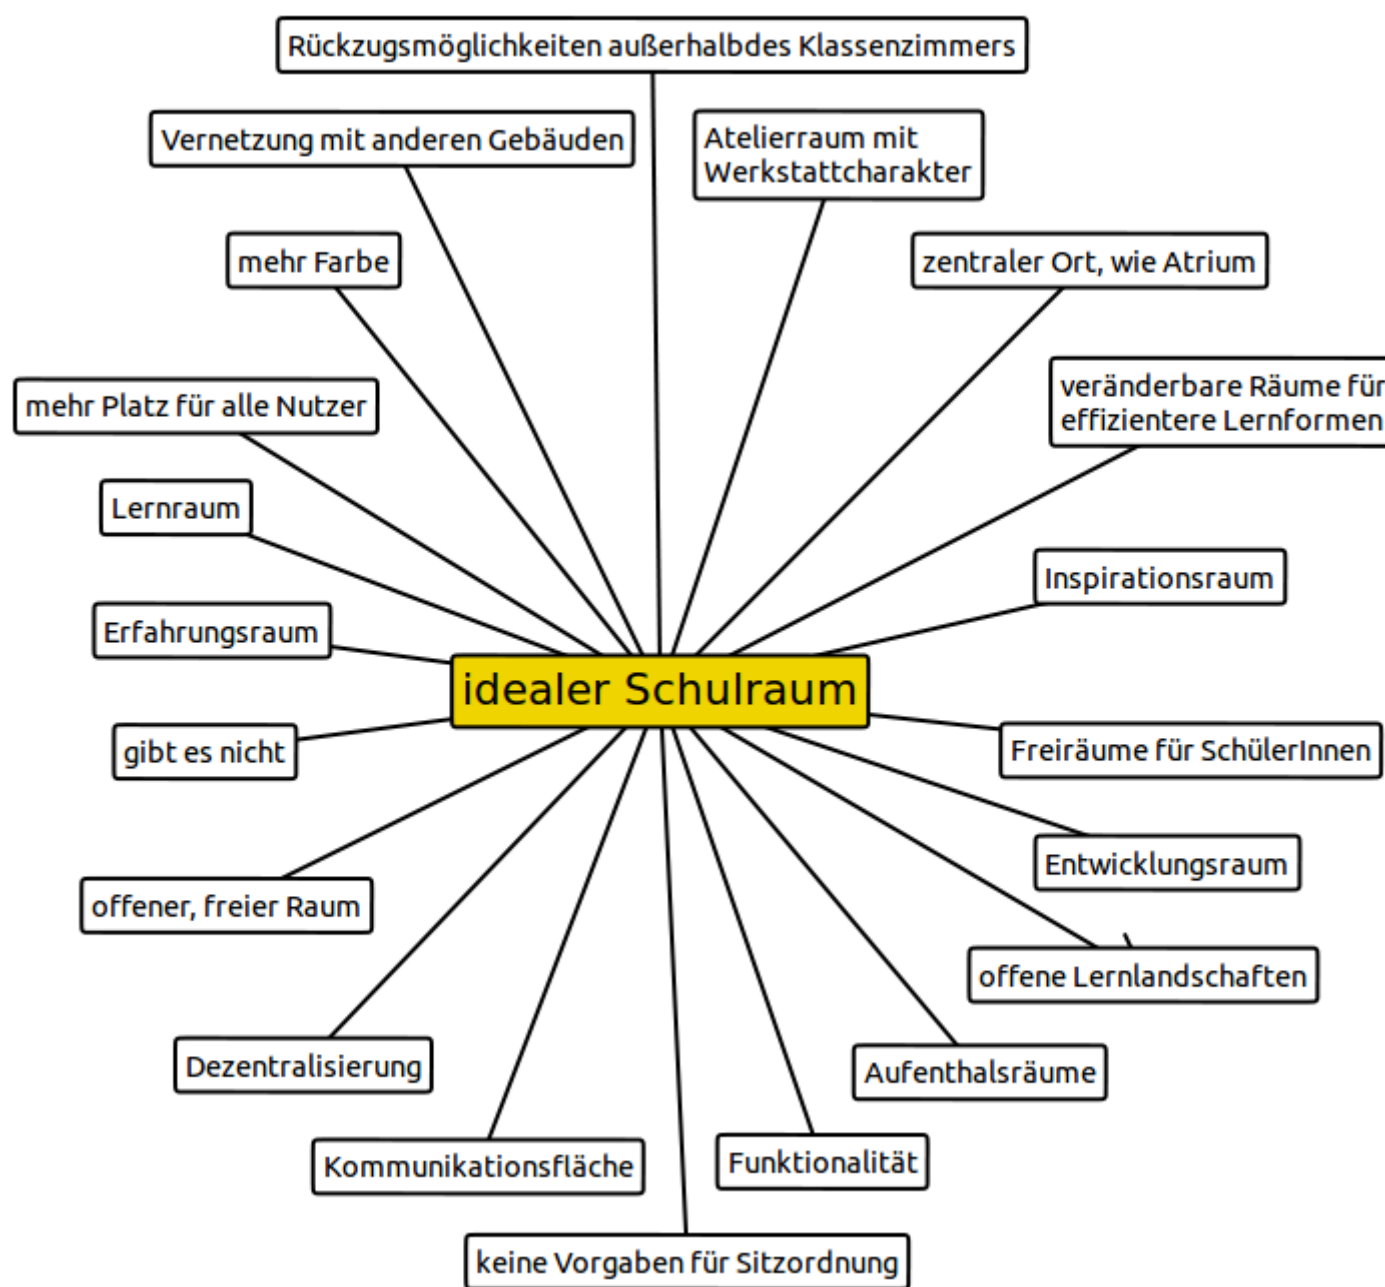 Rückzugsmöglichkeiten außerhalbdes Klassenzimmers
Vernetzung mit anderen Gebäuden
Atelierraum mit
Werkstattcharakter
mehr Farbe
zentraler Ort, wie Atrium
mehr Platz für alle Nutzer
veränderbare Räume für
effizientere Lernformen
Lernraum
Inspirationsraum
Erfahrungsraum
idealer Schulraum
gibt es nicht
Freiräume für SchülerInnen
Entwicklungsraum
offener, freier Raum
offene Lernlandschaften
Dezentralisierung
Aufenthalsräume
Kommunikationsfläche
Funktionalität
keine Vorgaben für Sitzordnung